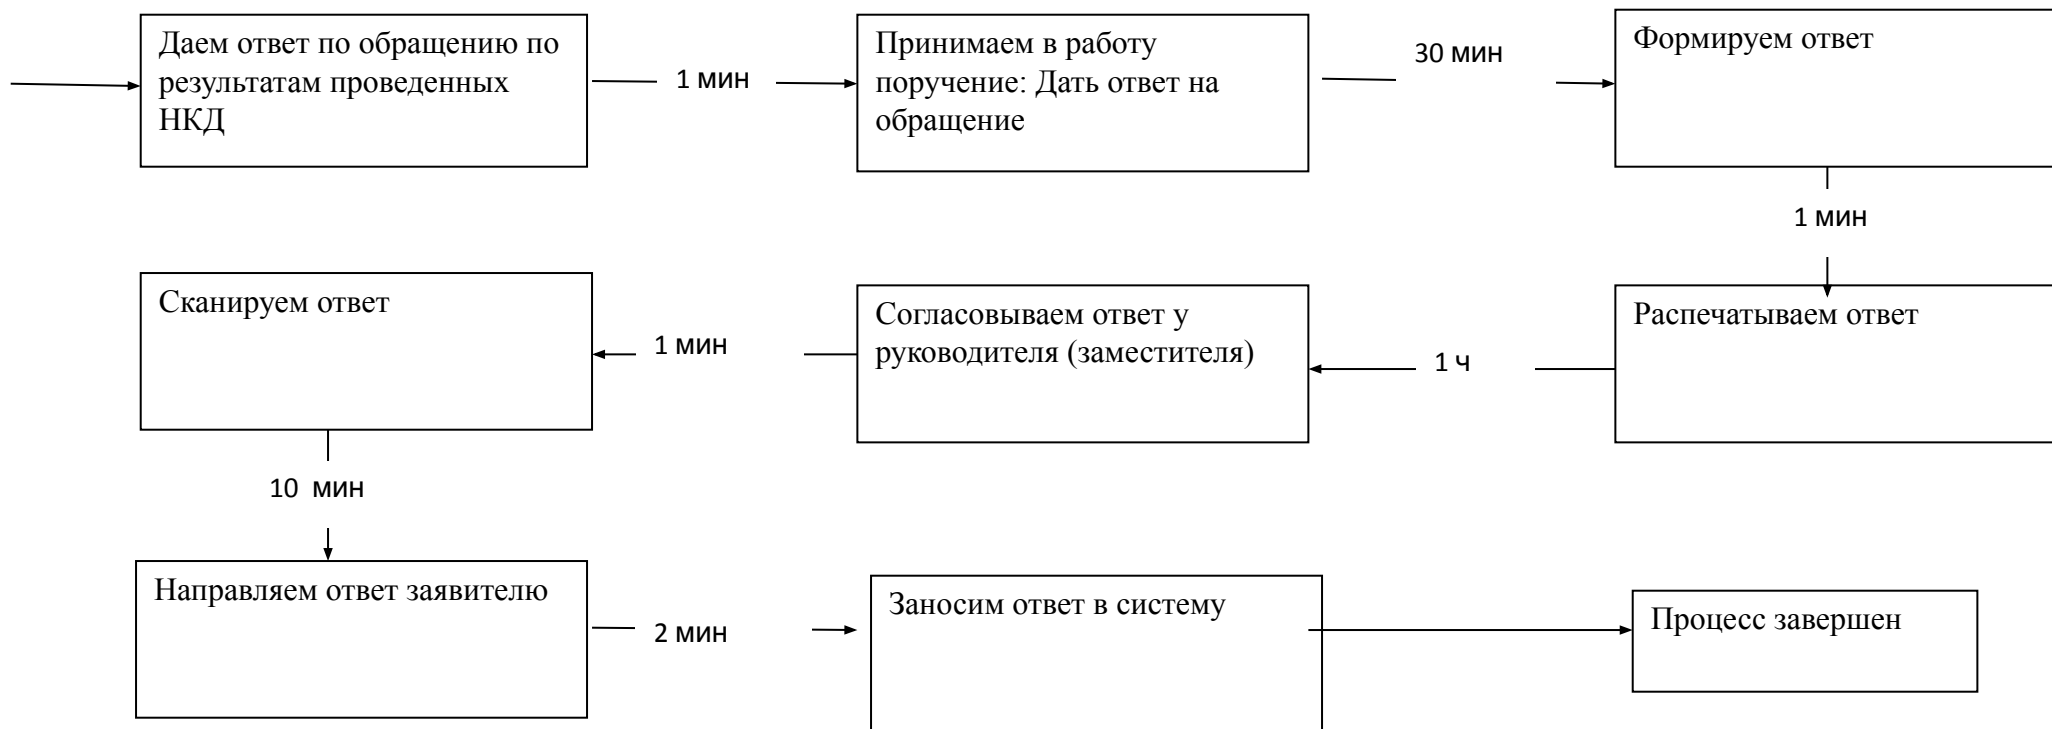 Даем ответ по обращению по
результатам проведенных
НКД
1 мин
Принимаем в работу
поручение: Дать ответ на
обращение
30 мин
Формируем ответ
1 мин
Распечатываем ответ
1 ч
Согласовываем ответ у
руководителя (заместителя)
1 мин
Сканируем ответ
10 мин
Направляем ответ заявителю
2 мин
Заносим ответ в систему
Процесс завершен